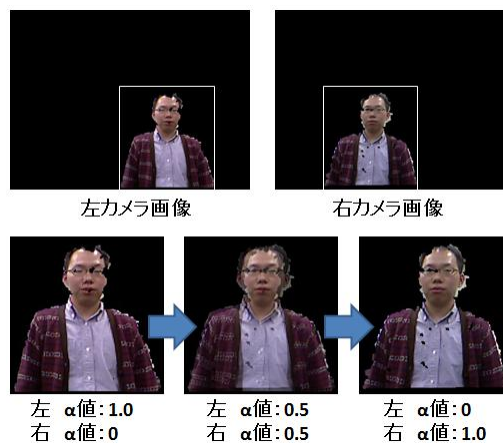 左カメラ画像
右カメラ画像
左 α値:1.0
右 α値:0
左 α値:0.5
右 α値:0.5
左 α値:0
右 α値:1.0